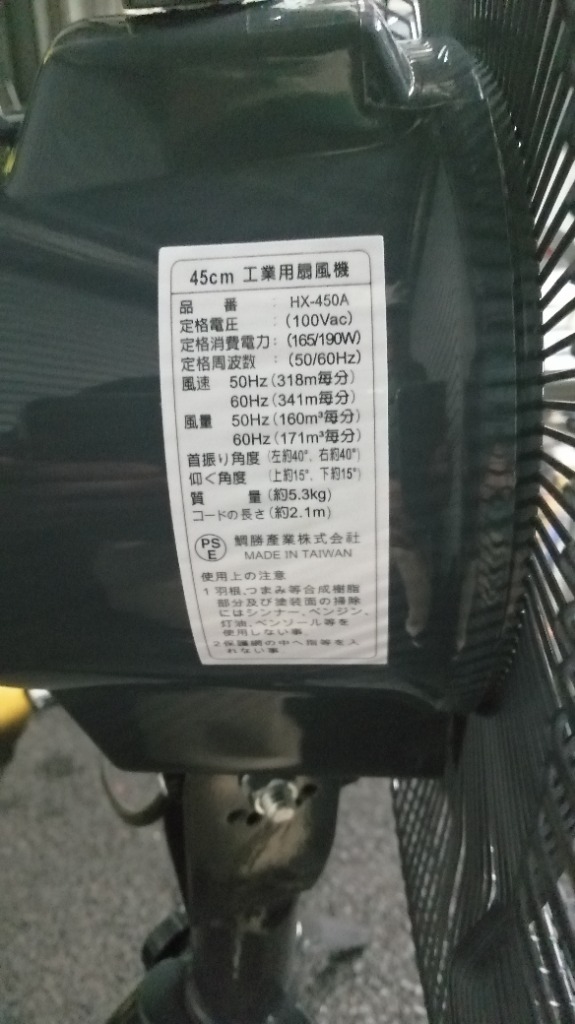 45cm 工業用扇風機
品 番 : HX-450A
定格電圧 : (100Vac)
定格消費電力 : (165/190W)
定格周波数 : (50/60Hz)
風速 50Hz (318m毎分)
60Hz (341m毎分)
風量 50Hz (160m³毎分)
60Hz (171m³毎分)
首振り角度 (左約40°, 右約40°)
仰ぐ角度 (上約15°, 下約15°)
質 量 (約5.3kg)
コードの長さ (約2.1m)
PS
E
鯛勝產業株式会社
MADE IN TAIWAN
使用上の注意
1 羽根、つまみ等合成樹脂
部分及び塗装面の掃除
にはシンナー、ベンジン、
灯油、ベンソール等を
使用しない事
2 保護網の中へ指等を入
れない事